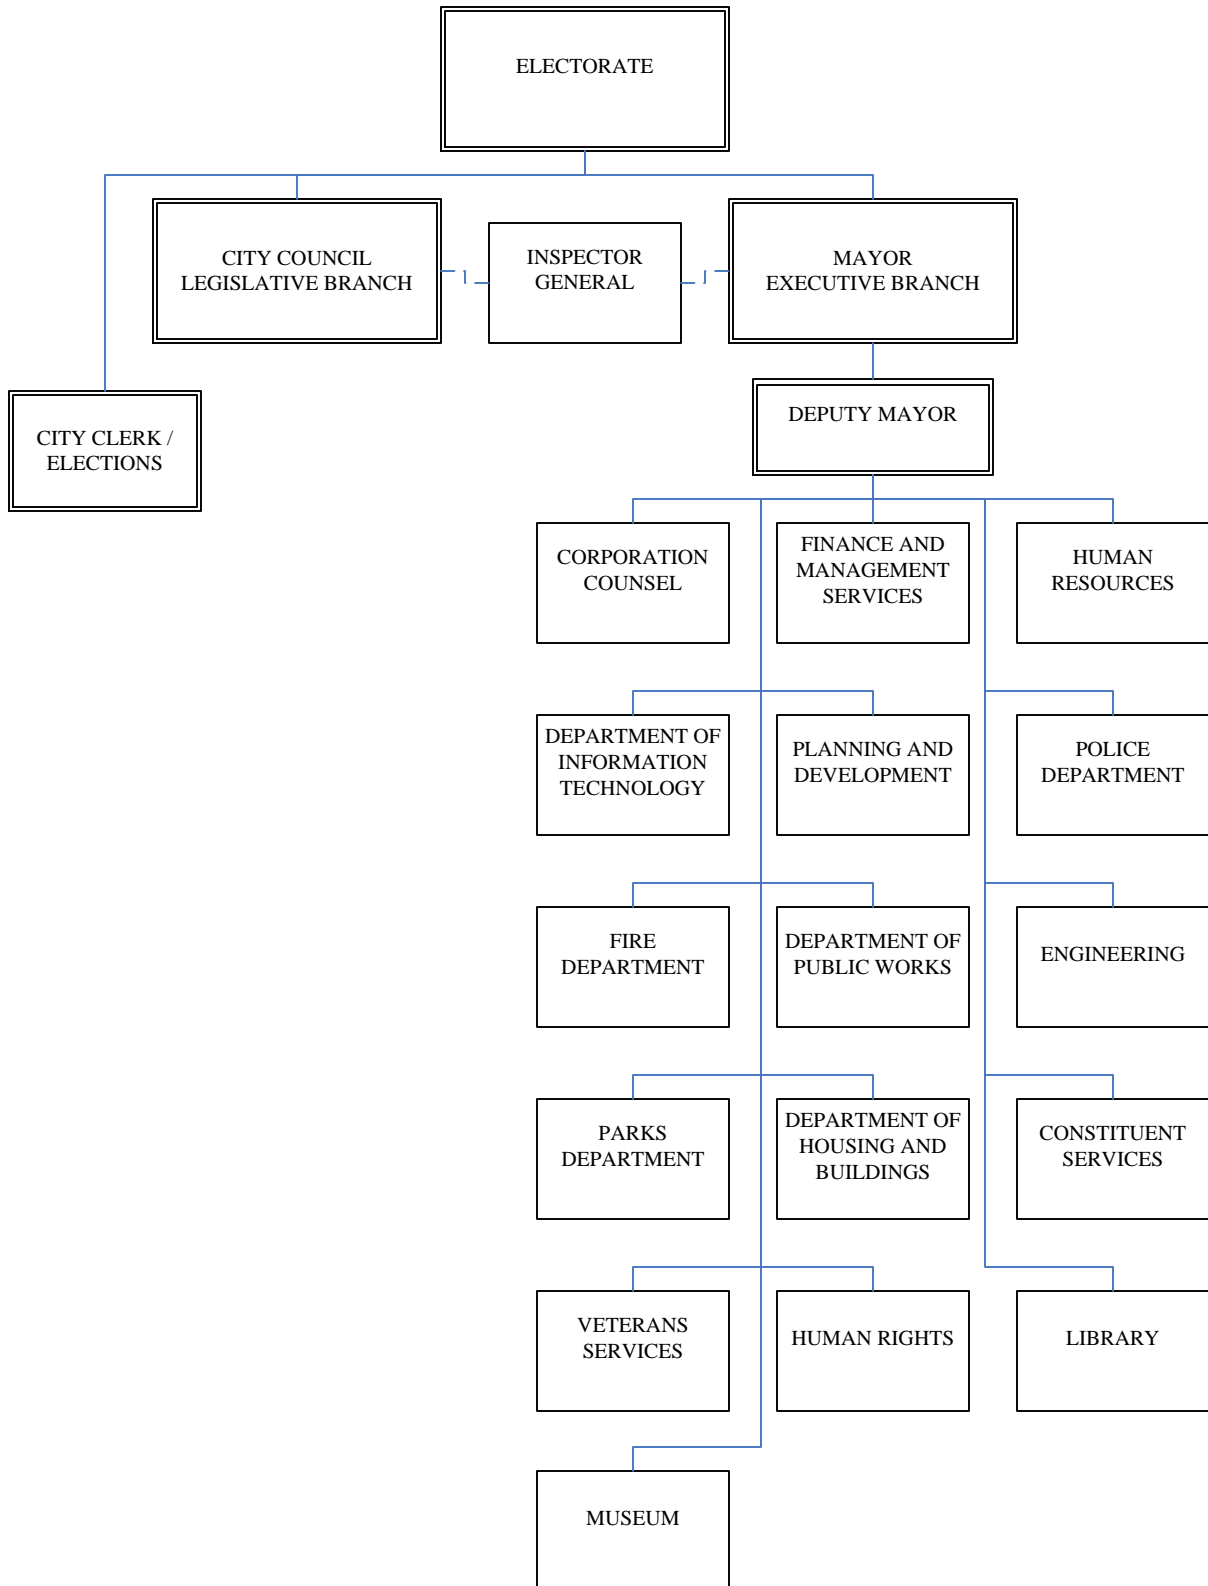 ELECTORATE
CITY COUNCIL
LEGISLATIVE BRANCH
INSPECTOR
GENERAL
MAYOR
EXECUTIVE BRANCH
CITY CLERK /
ELECTIONS
DEPUTY MAYOR
CORPORATION
COUNSEL
FINANCE AND
MANAGEMENT
SERVICES
HUMAN
RESOURCES
DEPARTMENT OF
INFORMATION
TECHNOLOGY
PLANNING AND
DEVELOPMENT
POLICE
DEPARTMENT
FIRE
DEPARTMENT
DEPARTMENT OF
PUBLIC WORKS
ENGINEERING
PARKS
DEPARTMENT
DEPARTMENT OF
HOUSING AND
BUILDINGS
CONSTITUENT
SERVICES
VETERANS
SERVICES
HUMAN RIGHTS
LIBRARY
MUSEUM